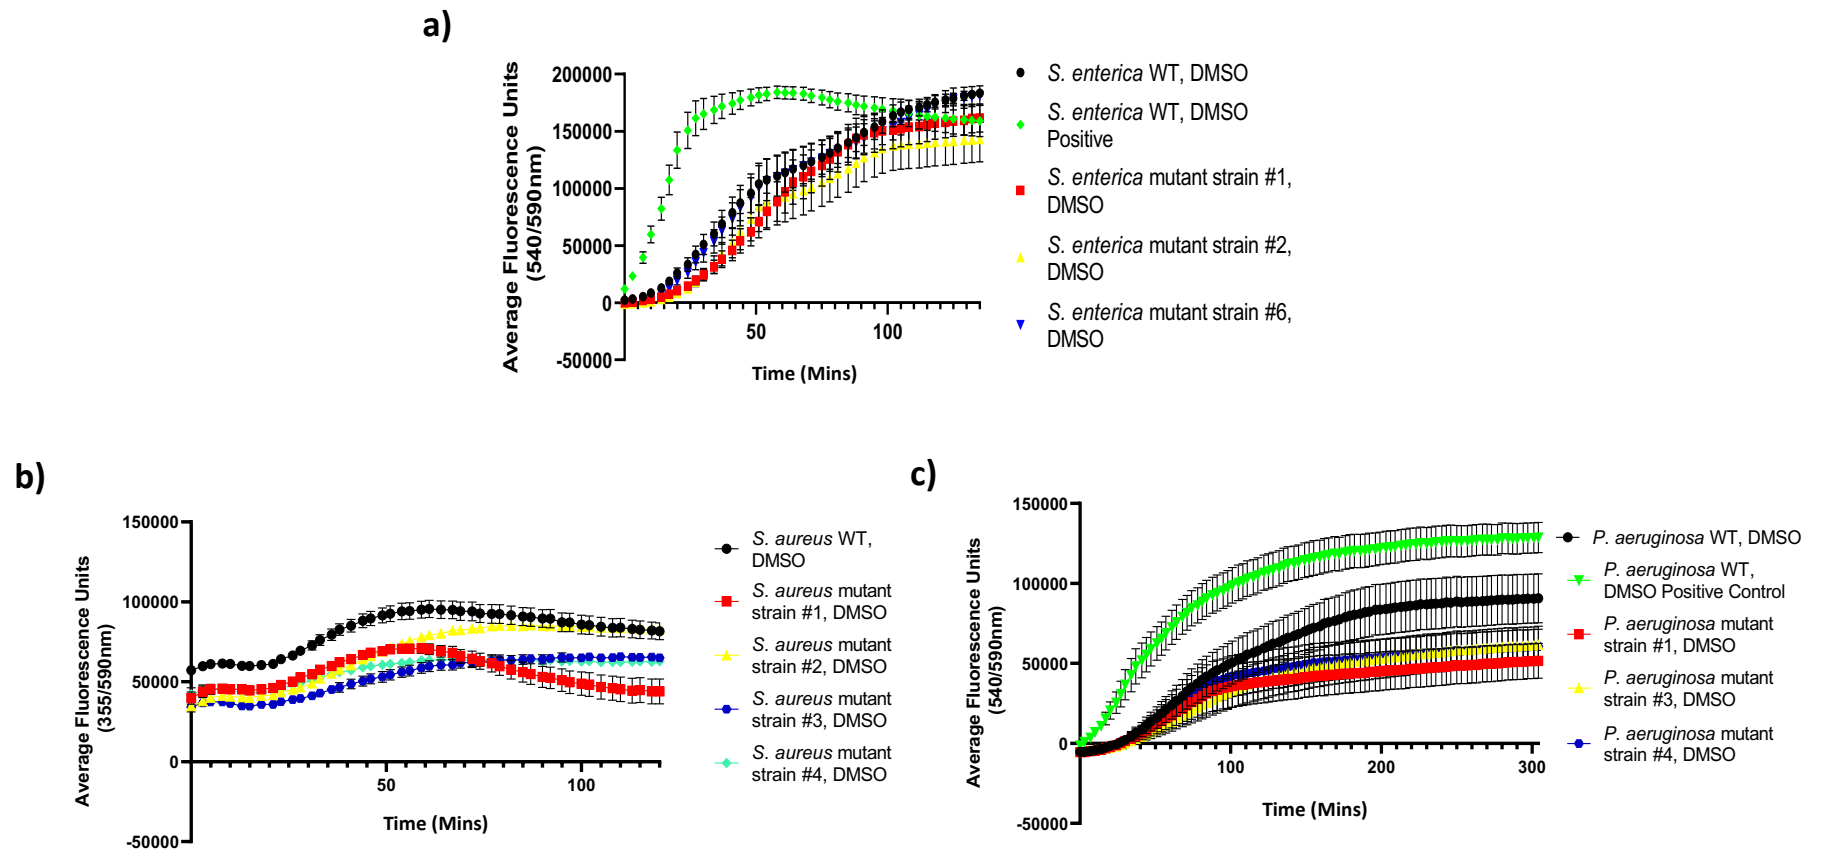 a)
Average Fluorescence Units
(540/590nm)
200000
150000
100000
50000
0
-50000
50
100
Time (Mins)
S. enterica WT, DMSO
S. enterica WT, DMSO
Positive
S. enterica mutant strain #1,
DMSO
S. enterica mutant strain #2,
DMSO
S. enterica mutant strain #6,
DMSO
b)
Average Fluorescence Units
(355/590nm)
150000
100000
50000
0
-50000
50
100
Time (Mins)
S. aureus WT,
DMSO
S. aureus mutant
strain #1, DMSO
S. aureus mutant
strain #2, DMSO
S. aureus mutant
strain #3, DMSO
S. aureus mutant
strain #4, DMSO
c)
Average Fluorescence Units
(540/590nm)
150000
100000
50000
0
-50000
100
200
300
Time (Mins)
P. aeruginosa WT, DMSO
P. aeruginosa WT,
DMSO Positive Control
P. aeruginosa mutant
strain #1, DMSO
P. aeruginosa mutant
strain #3, DMSO
P. aeruginosa mutant
strain #4, DMSO